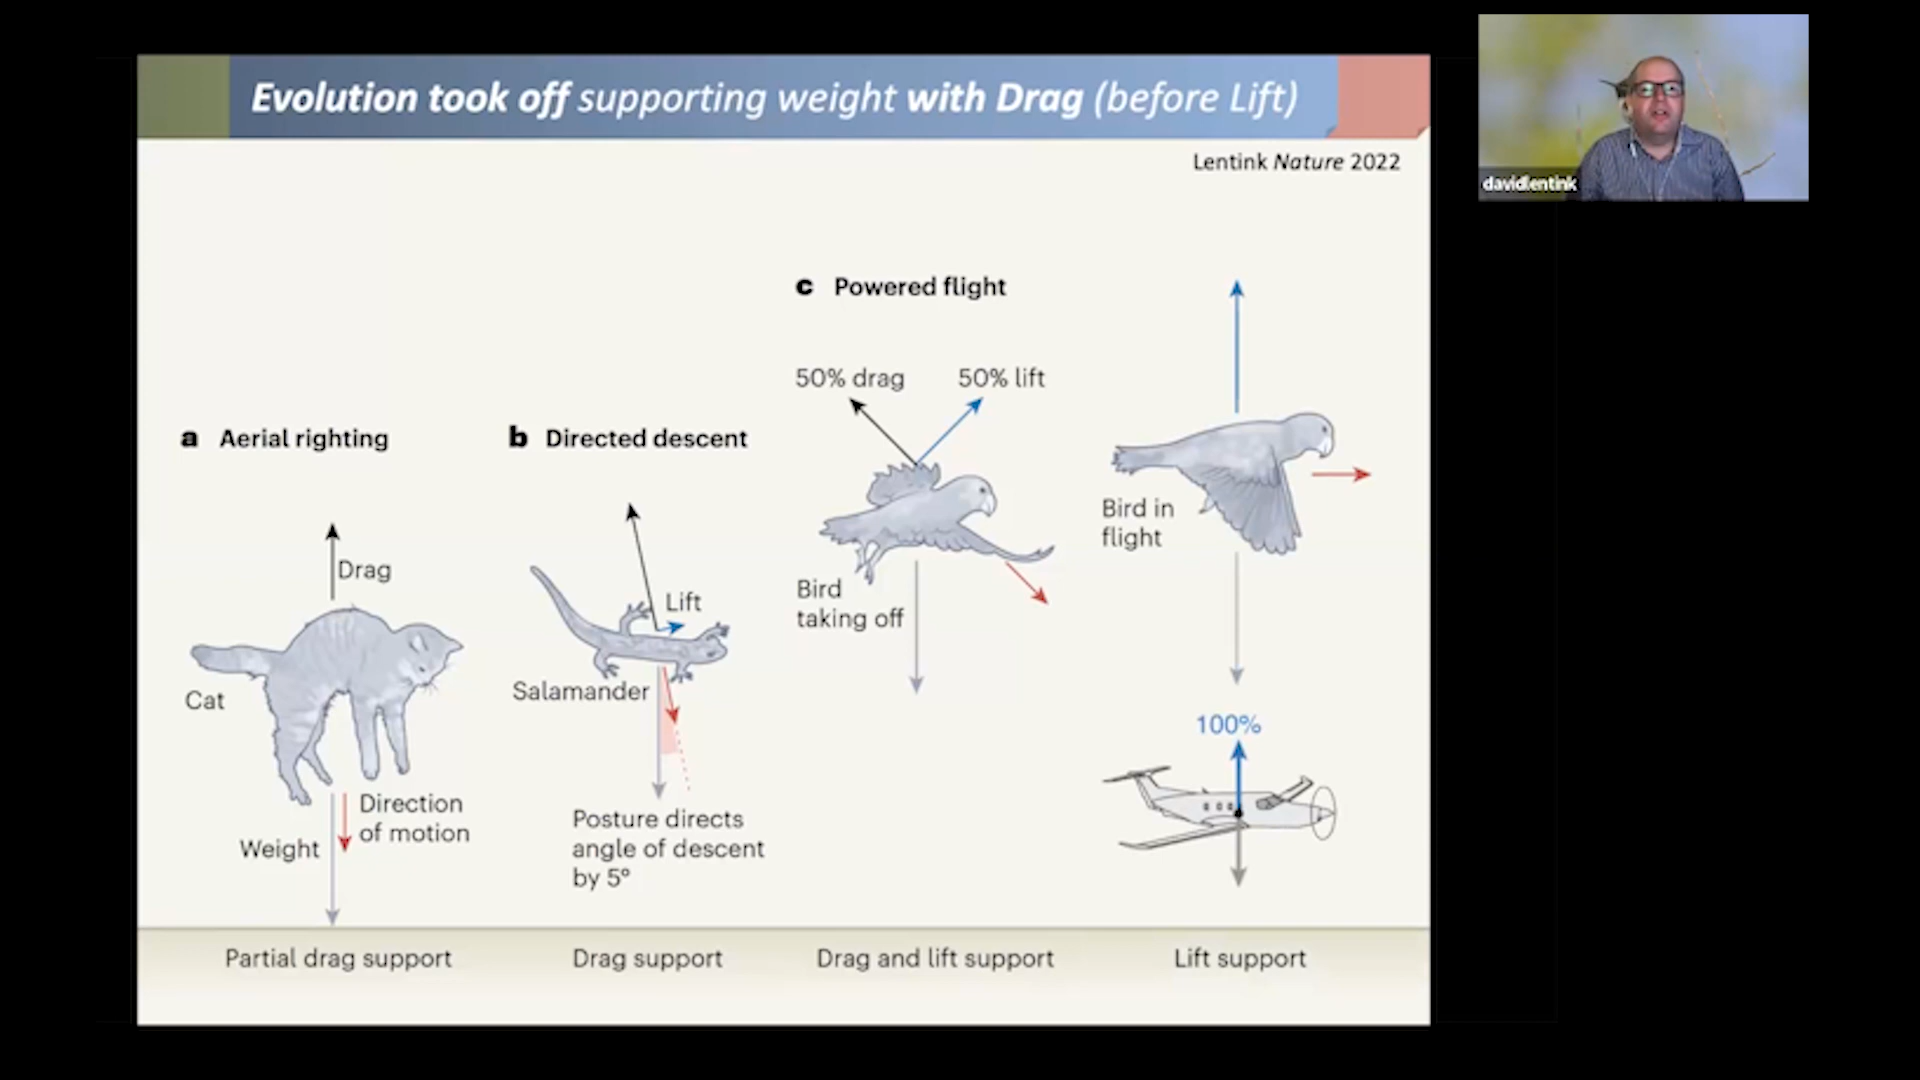 Evolution took off supporting weight with Drag (before Lift)
Lentink Nature 2022
davidlentink
a Aerial righting
Drag
Cat
Weight
Direction
of motion
Partial drag support
b Directed descent
Lift
Salamander
Posture directs
angle of descent
by 5°
Drag support
c Powered flight
50% drag
50% lift
Bird
taking off
Drag and lift support
Bird in
flight
100%
Lift support